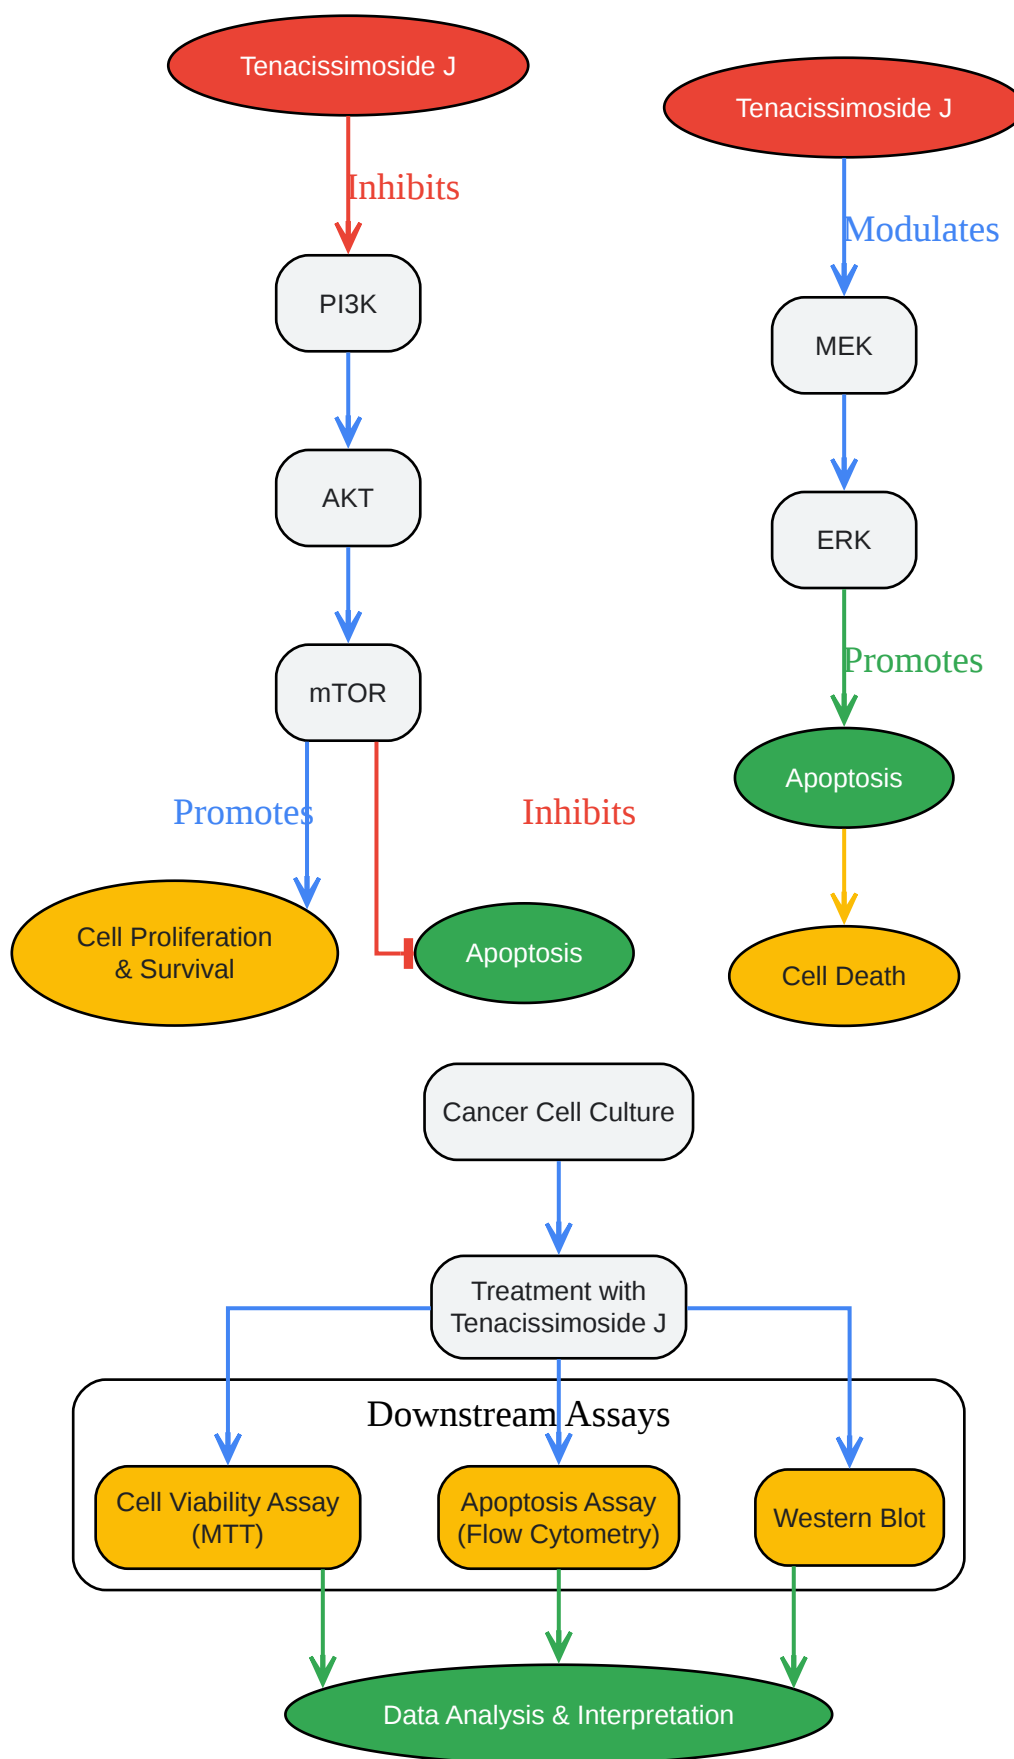 Tenacissimoside J
Inhibits
PI3K
AKT
mTOR
Promotes
Inhibits
Cell Proliferation
& Survival
Apoptosis
Tenacissimoside J
Modulates
MEK
ERK
Promotes
Apoptosis
Cell Death
Cancer Cell Culture
Treatment with
Tenacissimoside J
Downstream Assays
Cell Viability Assay
(MTT)
Apoptosis Assay
(Flow Cytometry)
Western Blot
Data Analysis & Interpretation